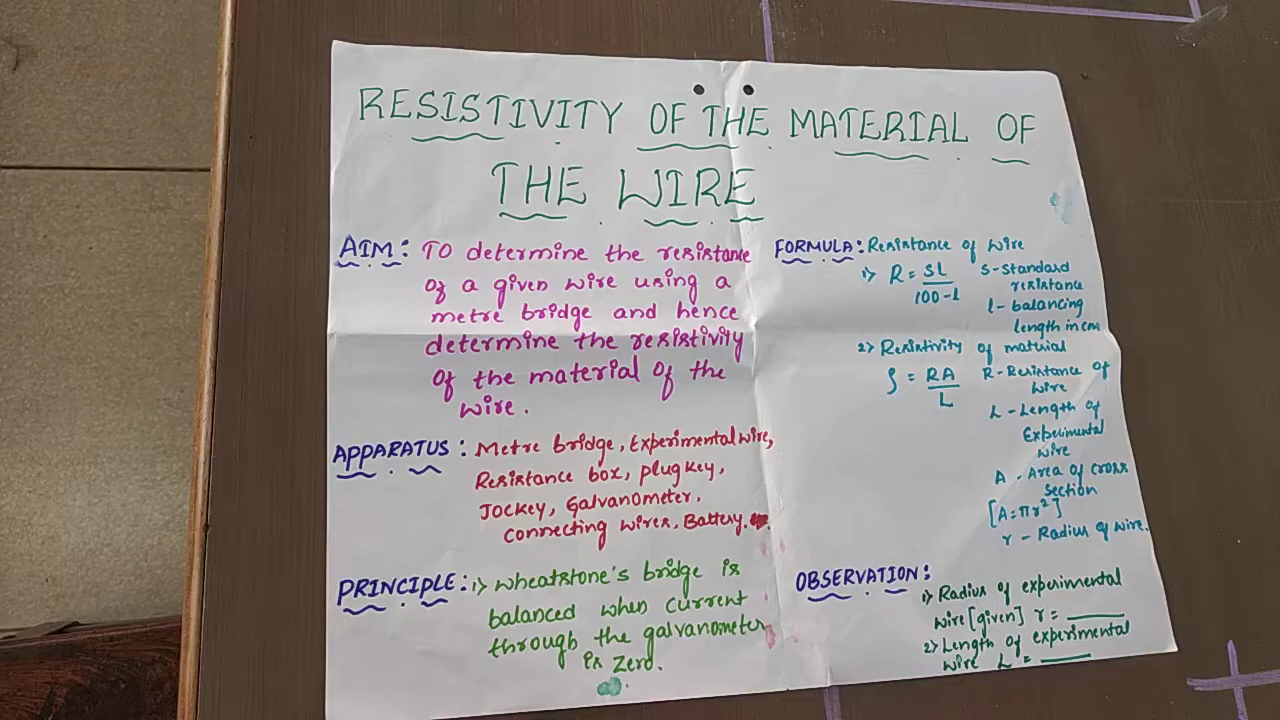 RESISTIVITY OF THE MATERIAL OF
THE WIRE
AIM: TO determine the resistance
of a given wire using a
metre bridge and hence
determine the resistivity
of the material of the
wire.
APPARATUS: Metre bridge, Experimental wire,
Resistance box, plug key,
Jockey, Galvanometer.
connecting wires, Battery.
PRINCIPLE: 1) Wheatstone's bridge is
balanced when current
through the galvanometer
is zero.
FORMULA: Resistance of wire
1) R = Sl / 100-l
S-standard
resistance
l- balancing
length in cm
2) Resistivity of material
ρ = RA / L
R-Resistance of
wire
L-Length of
Experimental
wire
A - Area of cross
section
[A=πr²]
r - Radius of wire.
OBSERVATION:
1) Radius of experimental
wire [given] r = ______
2) Length of experimental
wire L = ______